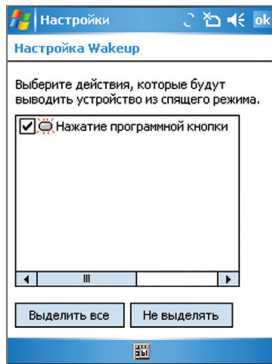 Настройки
ok
Настройка Wakeup
Выберите действия, которые будут
выводить устройство из спящего режима.
Нажатие программной кнопки
Выделить все
Не выделять